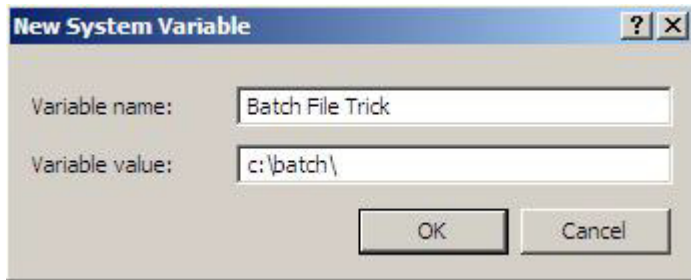 New System Variable
Variable name: Batch File Trick
Variable value: c:\batch\
OK Cancel